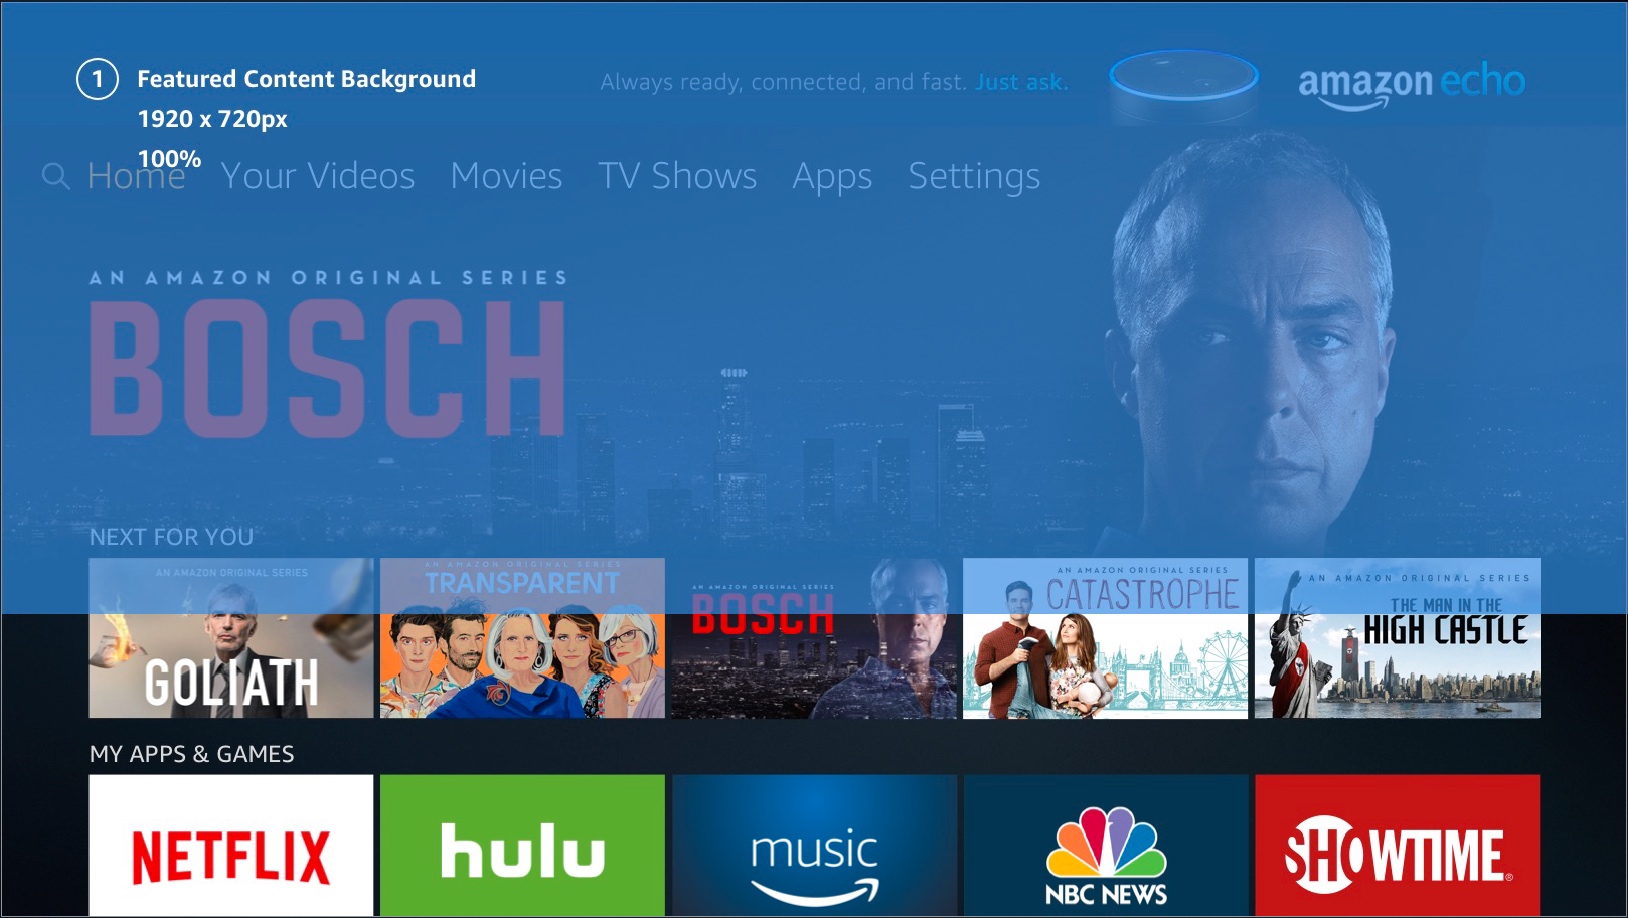 1 Featured Content Background
1920 x 720px
100%
Always ready, connected, and fast. Just ask.
amazon echo
Home Your Videos Movies TV Shows Apps Settings
AN AMAZON ORIGINAL SERIES
BOSCH
NEXT FOR YOU
AN AMAZON ORIGINAL SERIES
GOLIATH
AN AMAZON ORIGINAL SERIES
TRANSPARENT
AN AMAZON ORIGINAL SERIES
BOSCH
AN AMAZON ORIGINAL SERIES
CATASTROPHE
AN AMAZON ORIGINAL SERIES
THE MAN IN THE
HIGH CASTLE
MY APPS & GAMES
NETFLIX
hulu
music
NBC NEWS
SHOWTIME®